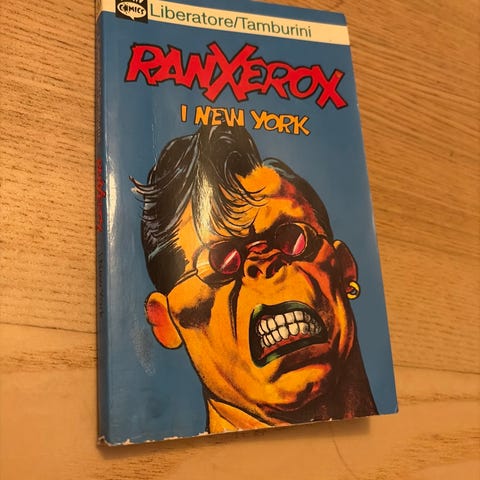 COMICS
Liberatore/Tamburini
RANXEROX
I NEW YORK